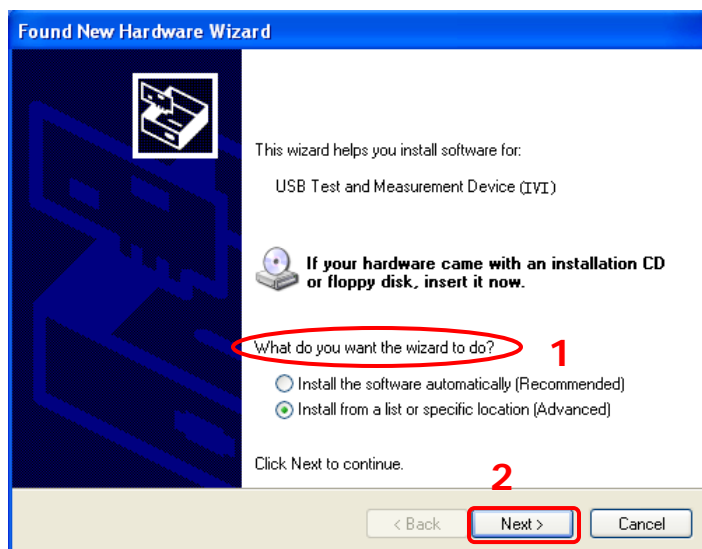 Found New Hardware Wizard
This wizard helps you install software for:
USB Test and Measurement Device (IVI)
If your hardware came with an installation CD
or floppy disk, insert it now.
What do you want the wizard to do?
1
Install the software automatically (Recommended)
Install from a list or specific location (Advanced)
Click Next to continue.
2
< Back
Next >
Cancel